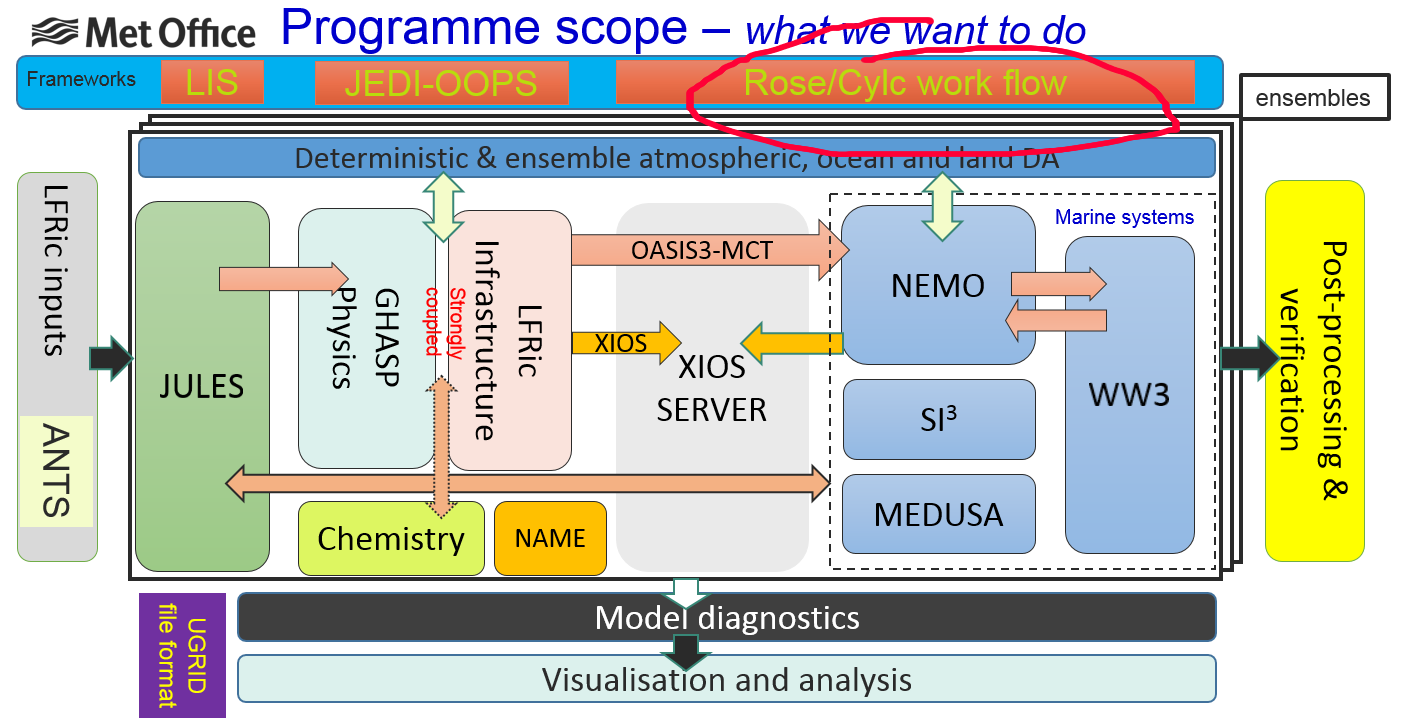 Met Office
Programme scope – what we want to do
Frameworks
LIS
JEDI-OOPS
Rose/Cylc work flow
ensembles
Deterministic & ensemble atmospheric, ocean and land DA
LFRic inputs
ANTS
JULES
GHASP
Physics
Strongly
coupled
LFRic
Infrastructure
OASIS3-MCT
XIOS
XIOS
SERVER
Marine systems
NEMO
SI³
MEDUSA
WW3
Chemistry
NAME
Post-processing &
verification
UGRID
file format
Model diagnostics
Visualisation and analysis